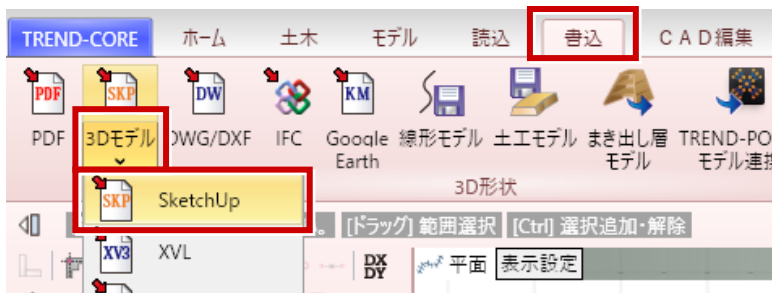 TREND-CORE ホーム 土木 モデル 読込 書込 CAD編集
PDF SKP DW KM
PDF 3Dモデル DWG/DXF IFC Google Earth 線形モデル 土工モデル まき出し層モデル TREND-PO
モデル連携
3D形状
SKP SketchUp
。 [ドラッグ] 範囲選択 [Ctrl] 選択追加・解除
XV3 XVL
DX
DY
平面 表示設定